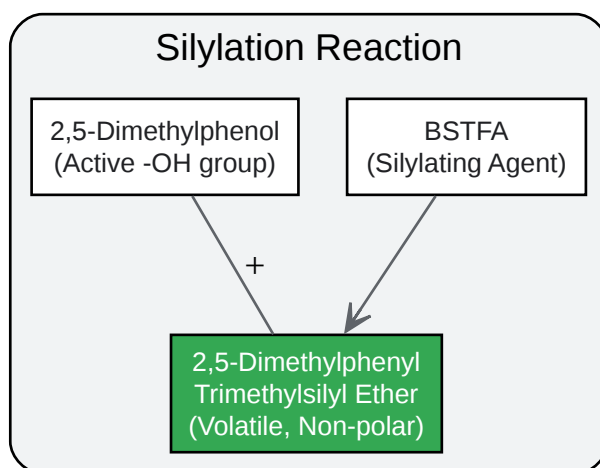 Silylation Reaction
2,5-Dimethylphenol
(Active -OH group)
BSTFA
(Silylating Agent)
+
2,5-Dimethylphenyl
Trimethylsilyl Ether
(Volatile, Non-polar)